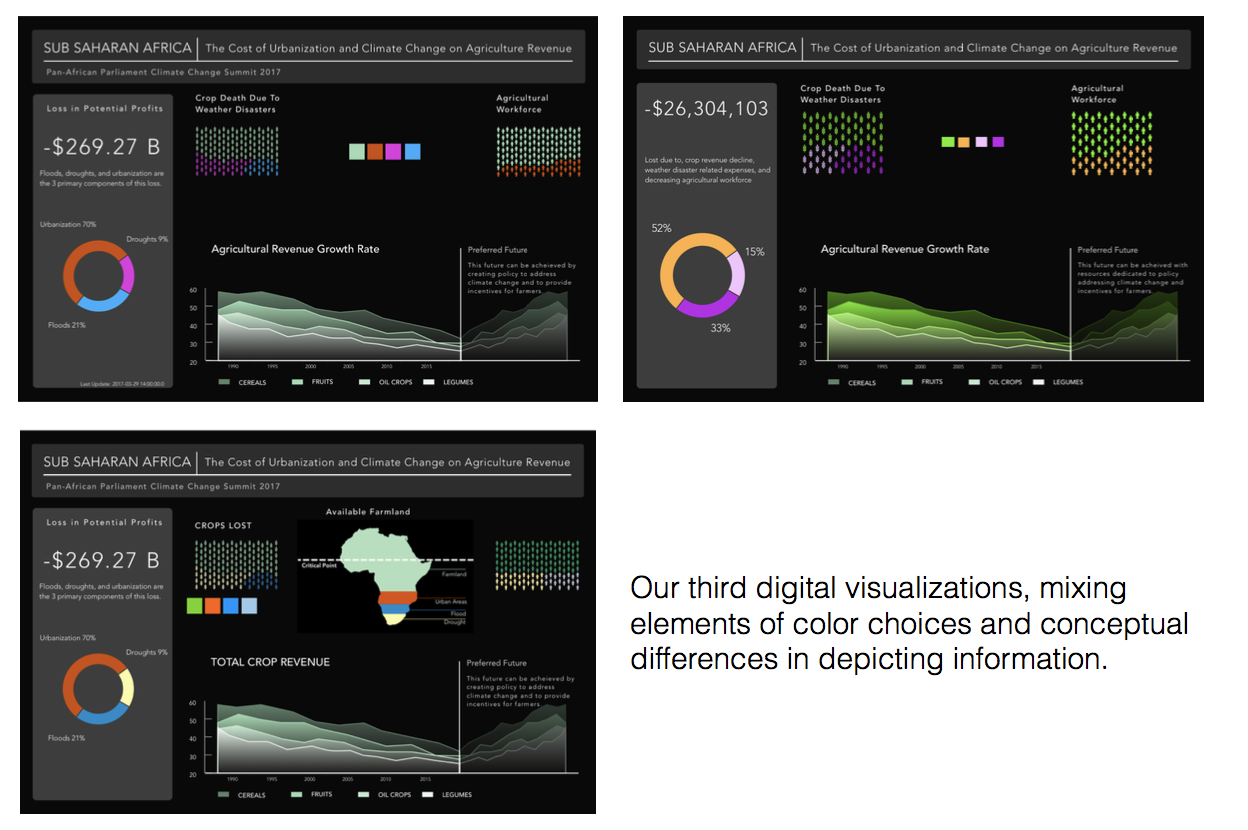 SUB SAHARAN AFRICA | The Cost of Urbanization and Climate Change on Agriculture Revenue
Pan-African Parliament Climate Change Summit 2017
Loss in Potential Profits
-$269.27 B
Floods, droughts, and urbanization are
the 3 primary components of this loss.
Urbanization 70%
Droughts 9%
Floods 21%
Last Update: 2017-03-29 14:00:00.0
Crop Death Due To
Weather Disasters
Agricultural
Workforce
Agricultural Revenue Growth Rate
Preferred Future
This future can be acheieved by
creating policy to address
climate change and to provide
incentives for farmers.
60
50
40
30
20
1990 1995 2000 2005 2010 2015
CEREALS FRUITS OIL CROPS LEGUMES
SUB SAHARAN AFRICA | The Cost of Urbanization and Climate Change on Agriculture Revenue
-$26,304,103
Lost due to, crop revenue decline,
weather disaster related expenses, and
decreasing agricultural workforce
52%
15%
33%
Crop Death Due To
Weather Disasters
Agricultural
Workforce
Agricultural Revenue Growth Rate
Preferred Future
This future can be acheived with
resources dedicated to policy
addressing climate change and
incentives for farmers.
60
50
40
30
20
1990 1995 2000 2005 2010 2015
CEREALS FRUITS OIL CROPS LEGUMES
SUB SAHARAN AFRICA | The Cost of Urbanization and Climate Change on Agriculture Revenue
Pan-African Parliament Climate Change Summit 2017
Loss in Potential Profits
-$269.27 B
Floods, droughts, and urbanization are
the 3 primary components of this loss.
Urbanization 70%
Droughts 9%
Floods 21%
CROPS LOST
Available Farmland
Critical Point
Farmland
Urban Areas
Flood
Drought
TOTAL CROP REVENUE
Preferred Future
This future can be acheieved by
creating policy to address
climate change and to provide
incentives for farmers.
60
50
40
30
20
1990 1995 2000 2005 2010 2015
CEREALS FRUITS OIL CROPS LEGUMES
Our third digital visualizations, mixing
elements of color choices and conceptual
differences in depicting information.